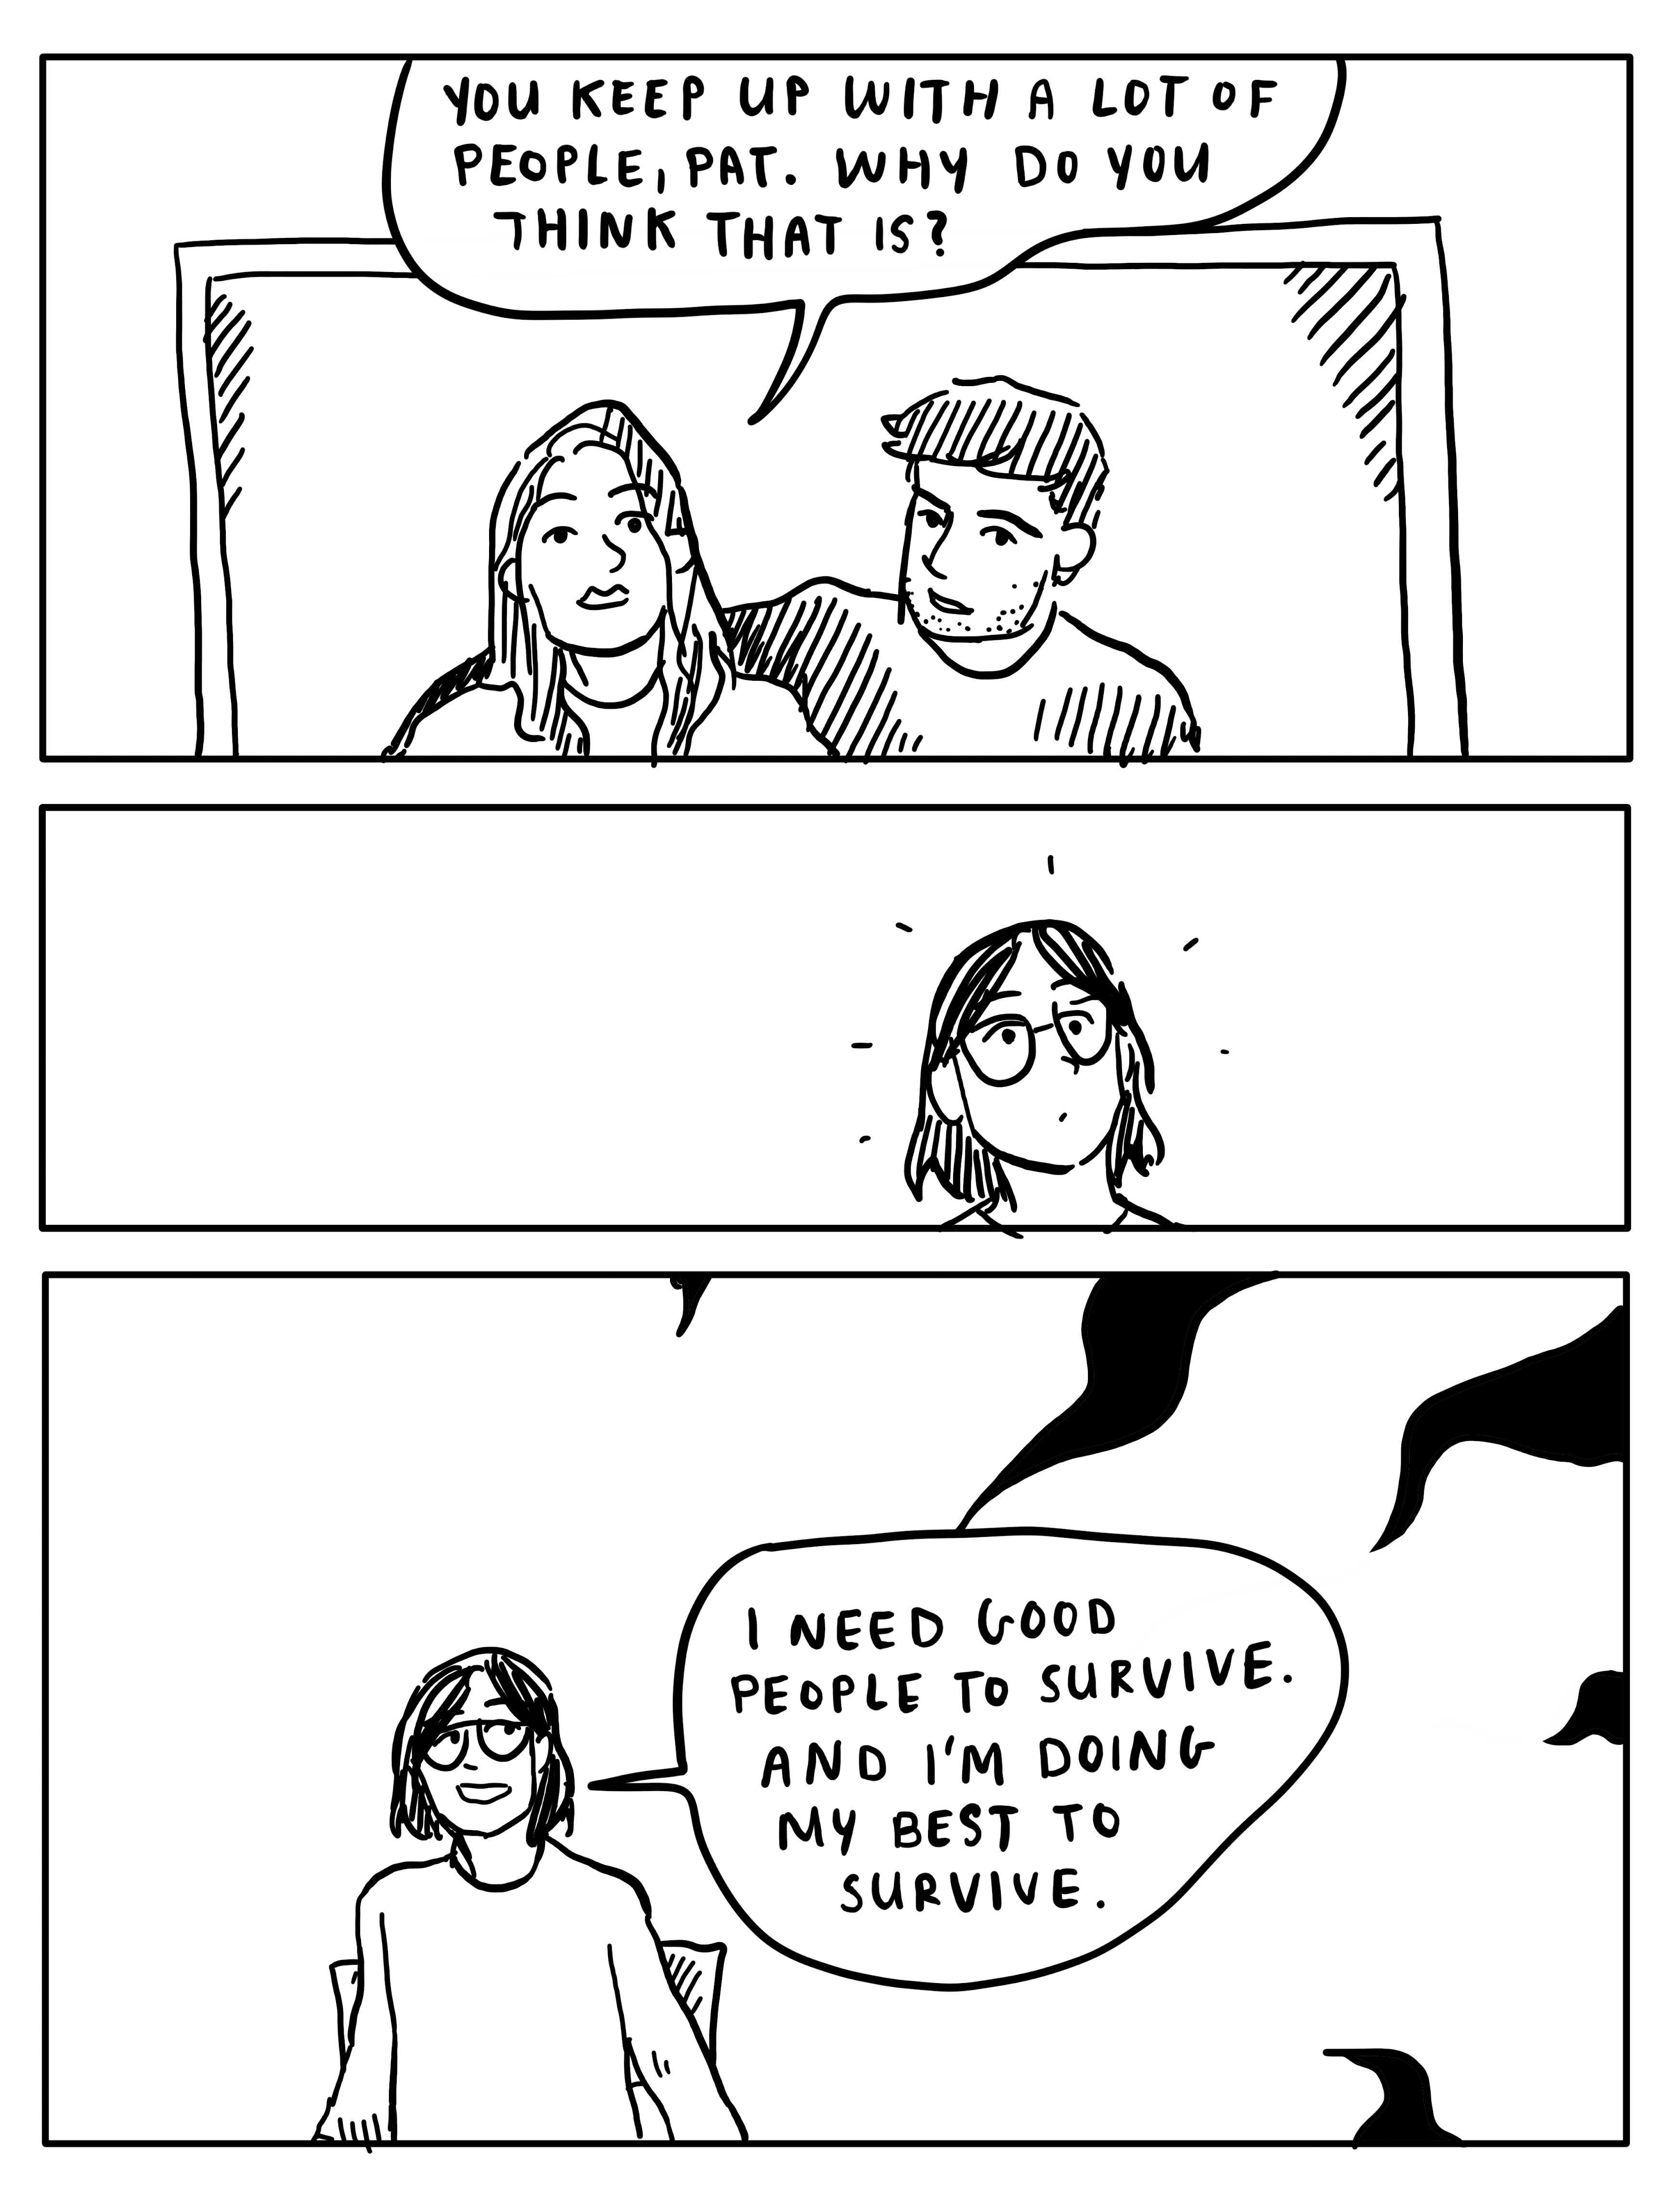 YOU KEEP UP WITH A LOT OF
PEOPLE, PAT. WHY DO YOU
THINK THAT IS?
I NEED GOOD
PEOPLE TO SURVIVE.
AND I'M DOING
MY BEST TO
SURVIVE.